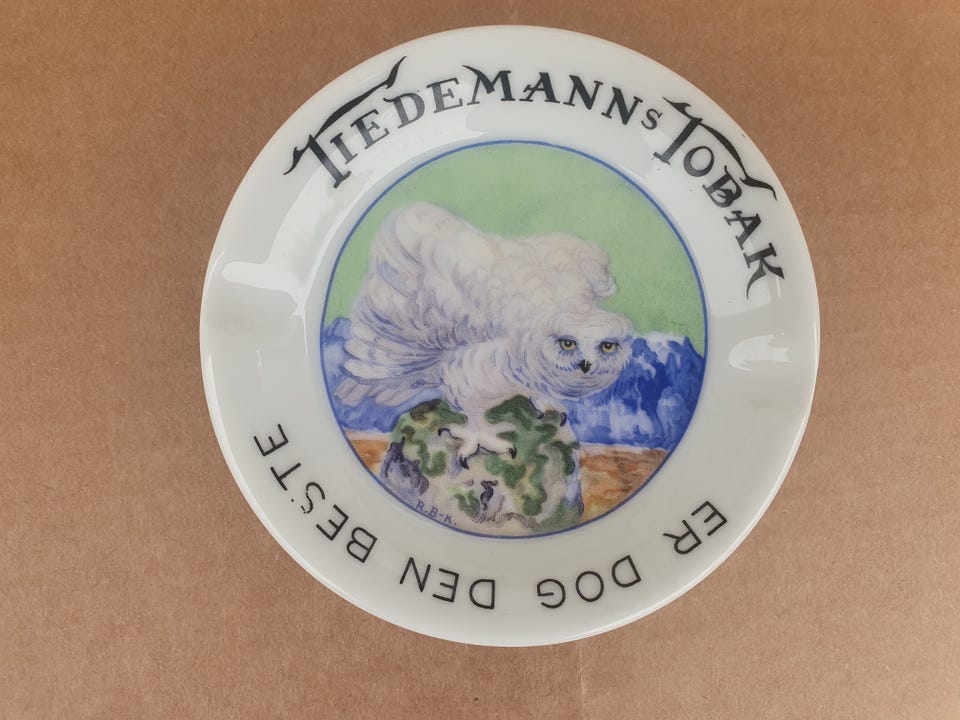 TIEDEMANNS TOBAK
ER DOG DEN BESTE
R.B-K.